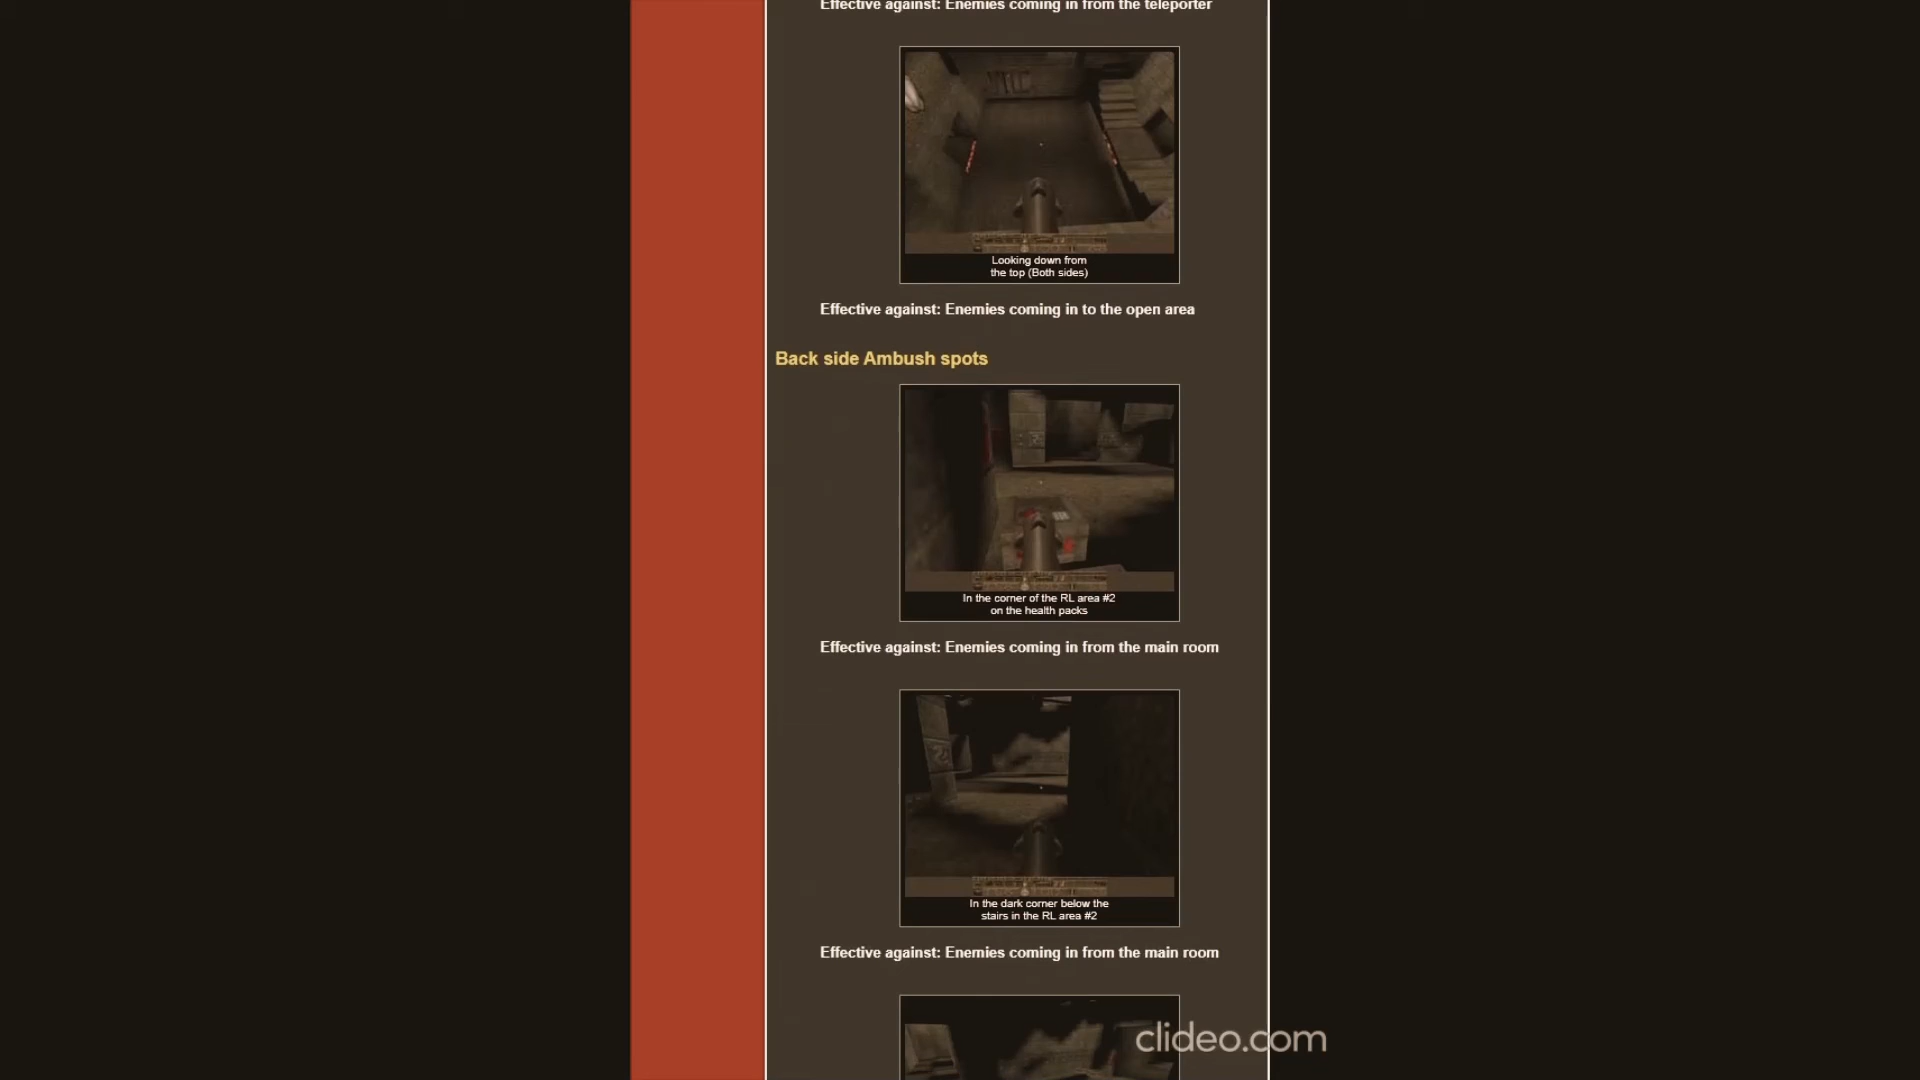 Effective against: Enemies coming in from the teleporter
Looking down from
the top (Both sides)
Effective against: Enemies coming in to the open area
Back side Ambush spots
In the corner of the RL area #2
on the health packs
Effective against: Enemies coming in from the main room
In the dark corner below the
stairs in the RL area #2
Effective against: Enemies coming in from the main room
clideo.com